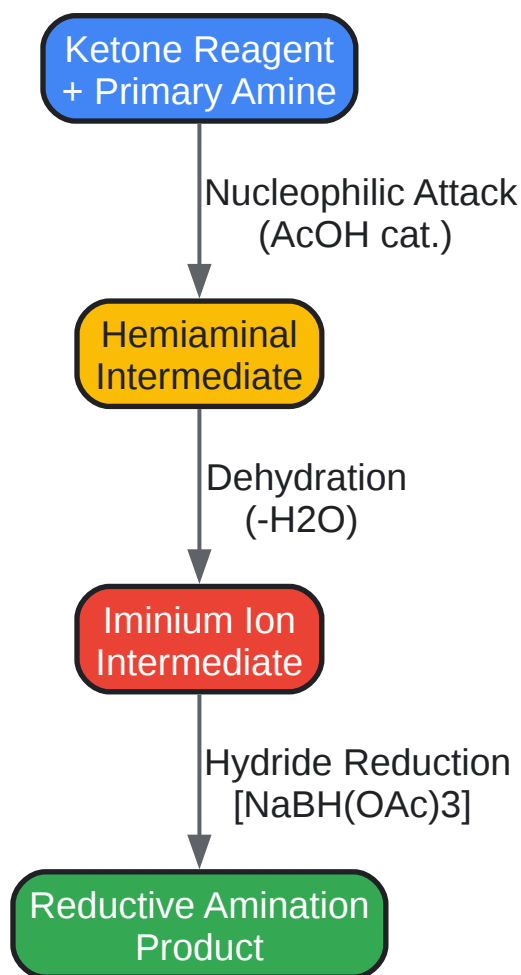 Ketone Reagent
+ Primary Amine
Nucleophilic Attack
(AcOH cat.)
Hemiaminal
Intermediate
Dehydration
(-H2O)
Iminium Ion
Intermediate
Hydride Reduction
[NaBH(OAc)3]
Reductive Amination
Product